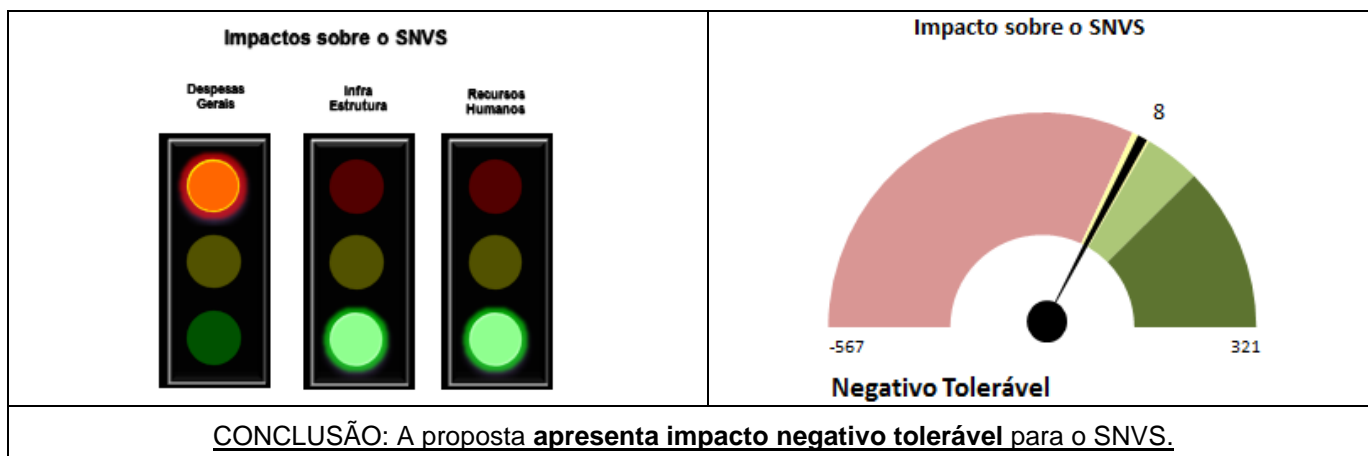 Impactos sobre o SNVS
Despesas
Gerais
Infra
Estrutura
Recursos
Humanos
Impacto sobre o SNVS
8
-567
321
Negativo Tolerável
CONCLUSÃO: A proposta apresenta impacto negativo tolerável para o SNVS.